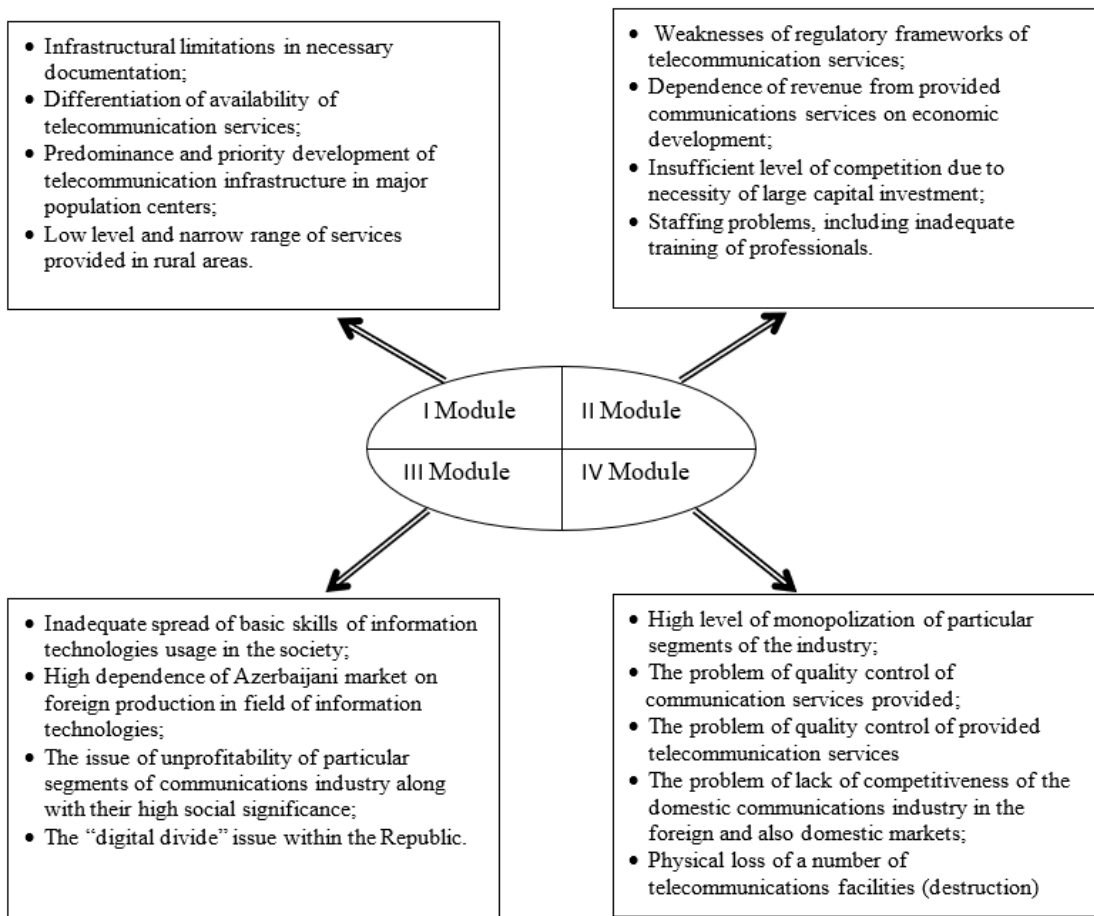 • Infrastructural limitations in necessary
documentation;
• Differentiation of availability of
telecommunication services;
• Predominance and priority development of
telecommunication infrastructure in major
population centers;
• Low level and narrow range of services
provided in rural areas.
• Weaknesses of regulatory frameworks of
telecommunication services;
• Dependence of revenue from provided
communications services on economic
development;
• Insufficient level of competition due to
necessity of large capital investment;
• Staffing problems, including inadequate
training of professionals.
I Module
II Module
III Module
IV Module
• Inadequate spread of basic skills of information
technologies usage in the society;
• High dependence of Azerbaijani market on
foreign production in field of information
technologies;
• The issue of unprofitability of particular
segments of communications industry along
with their high social significance;
• The “digital divide” issue within the Republic.
• High level of monopolization of particular
segments of the industry;
• The problem of quality control of
communication services provided;
• The problem of quality control of provided
telecommunication services
• The problem of lack of competitiveness of the
domestic communications industry in the
foreign and also domestic markets;
• Physical loss of a number of
telecommunications facilities (destruction)